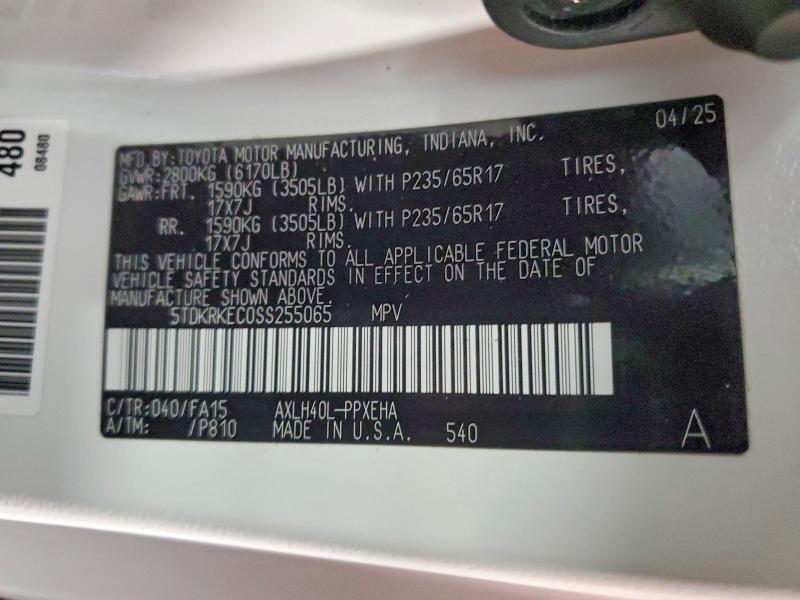 480
08480
04/25
MFD.BY:TOYOTA MOTOR MANUFACTURING, INDIANA, INC.
GVWR:2800KG (6170LB)
GAWR:FRT. 1590KG (3505LB) WITH P235/65R17 TIRES,
17X7J RIMS.
RR. 1590KG (3505LB) WITH P235/65R17 TIRES,
17X7J RIMS.
THIS VEHICLE CONFORMS TO ALL APPLICABLE FEDERAL MOTOR
VEHICLE SAFETY STANDARDS IN EFFECT ON THE DATE OF
MANUFACTURE SHOWN ABOVE.
5TDKRKEC0SS255065 MPV
C/TR:040/FA15 AXLH40L-PPXEHA
A/TM: /P810 MADE IN U.S.A. 540
A